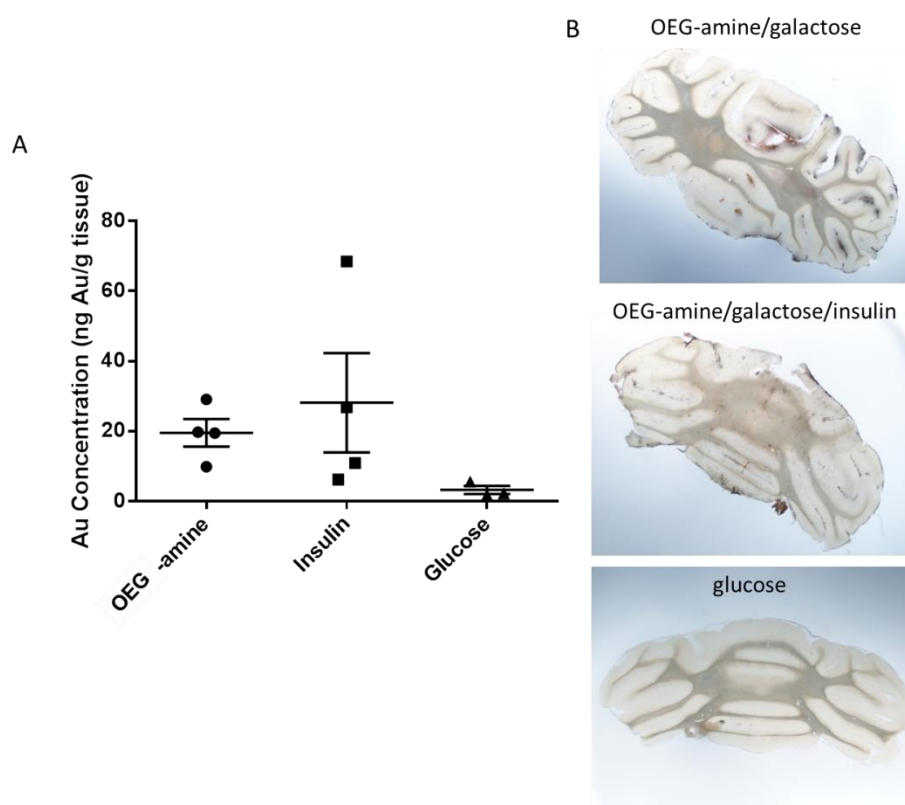 A
Au Concentration (ng Au/g tissue)
80
60
40
20
0
OEG -amine
Insulin
Glucose
B
OEG-amine/galactose
OEG-amine/galactose/insulin
glucose